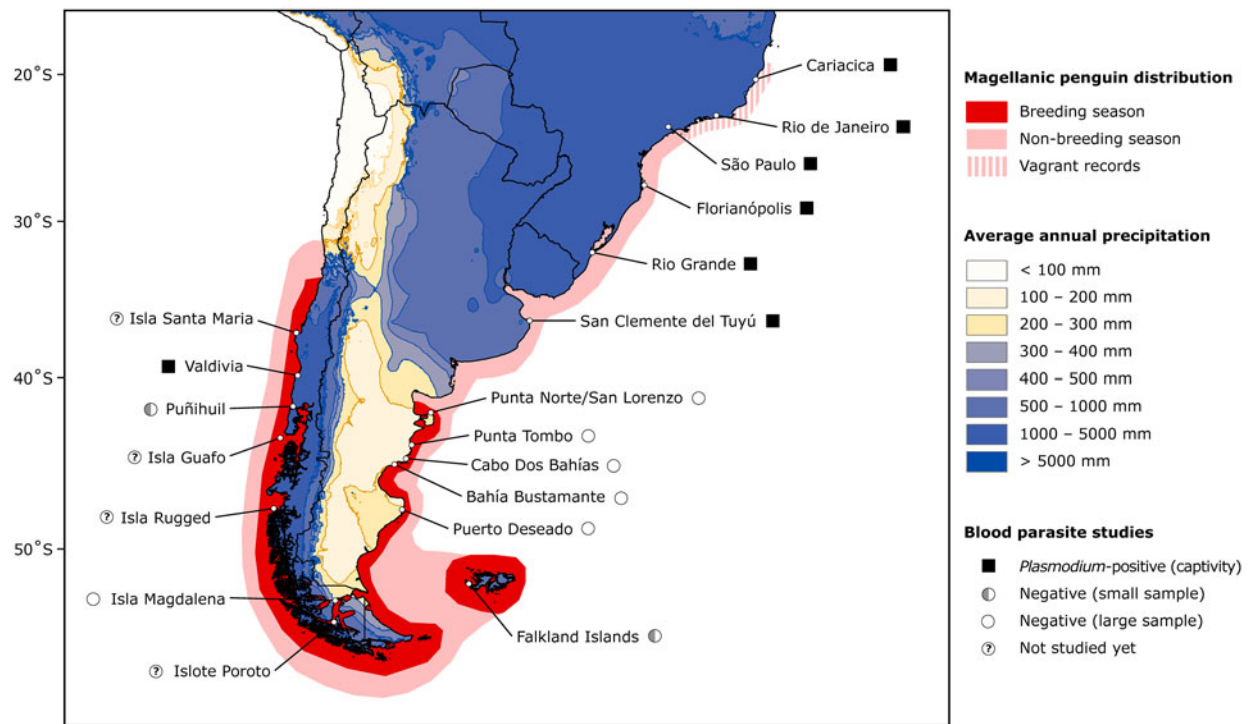 20°S
30°S
40°S
50°S
Cariacica
Rio de Janeiro
São Paulo
Florianópolis
Rio Grande
San Clemente del Tuyú
? Isla Santa Maria
Valdivia
Puñihuil
? Isla Guafo
? Isla Rugged
Isla Magdalena
? Islote Poroto
Punta Norte/San Lorenzo
Punta Tombo
Cabo Dos Bahías
Bahía Bustamante
Puerto Deseado
Falkland Islands
Magellanic penguin distribution
Breeding season
Non-breeding season
Vagrant records
Average annual precipitation
< 100 mm
100 – 200 mm
200 – 300 mm
300 – 400 mm
400 – 500 mm
500 – 1000 mm
1000 – 5000 mm
> 5000 mm
Blood parasite studies
Plasmodium-positive (captivity)
Negative (small sample)
Negative (large sample)
? Not studied yet